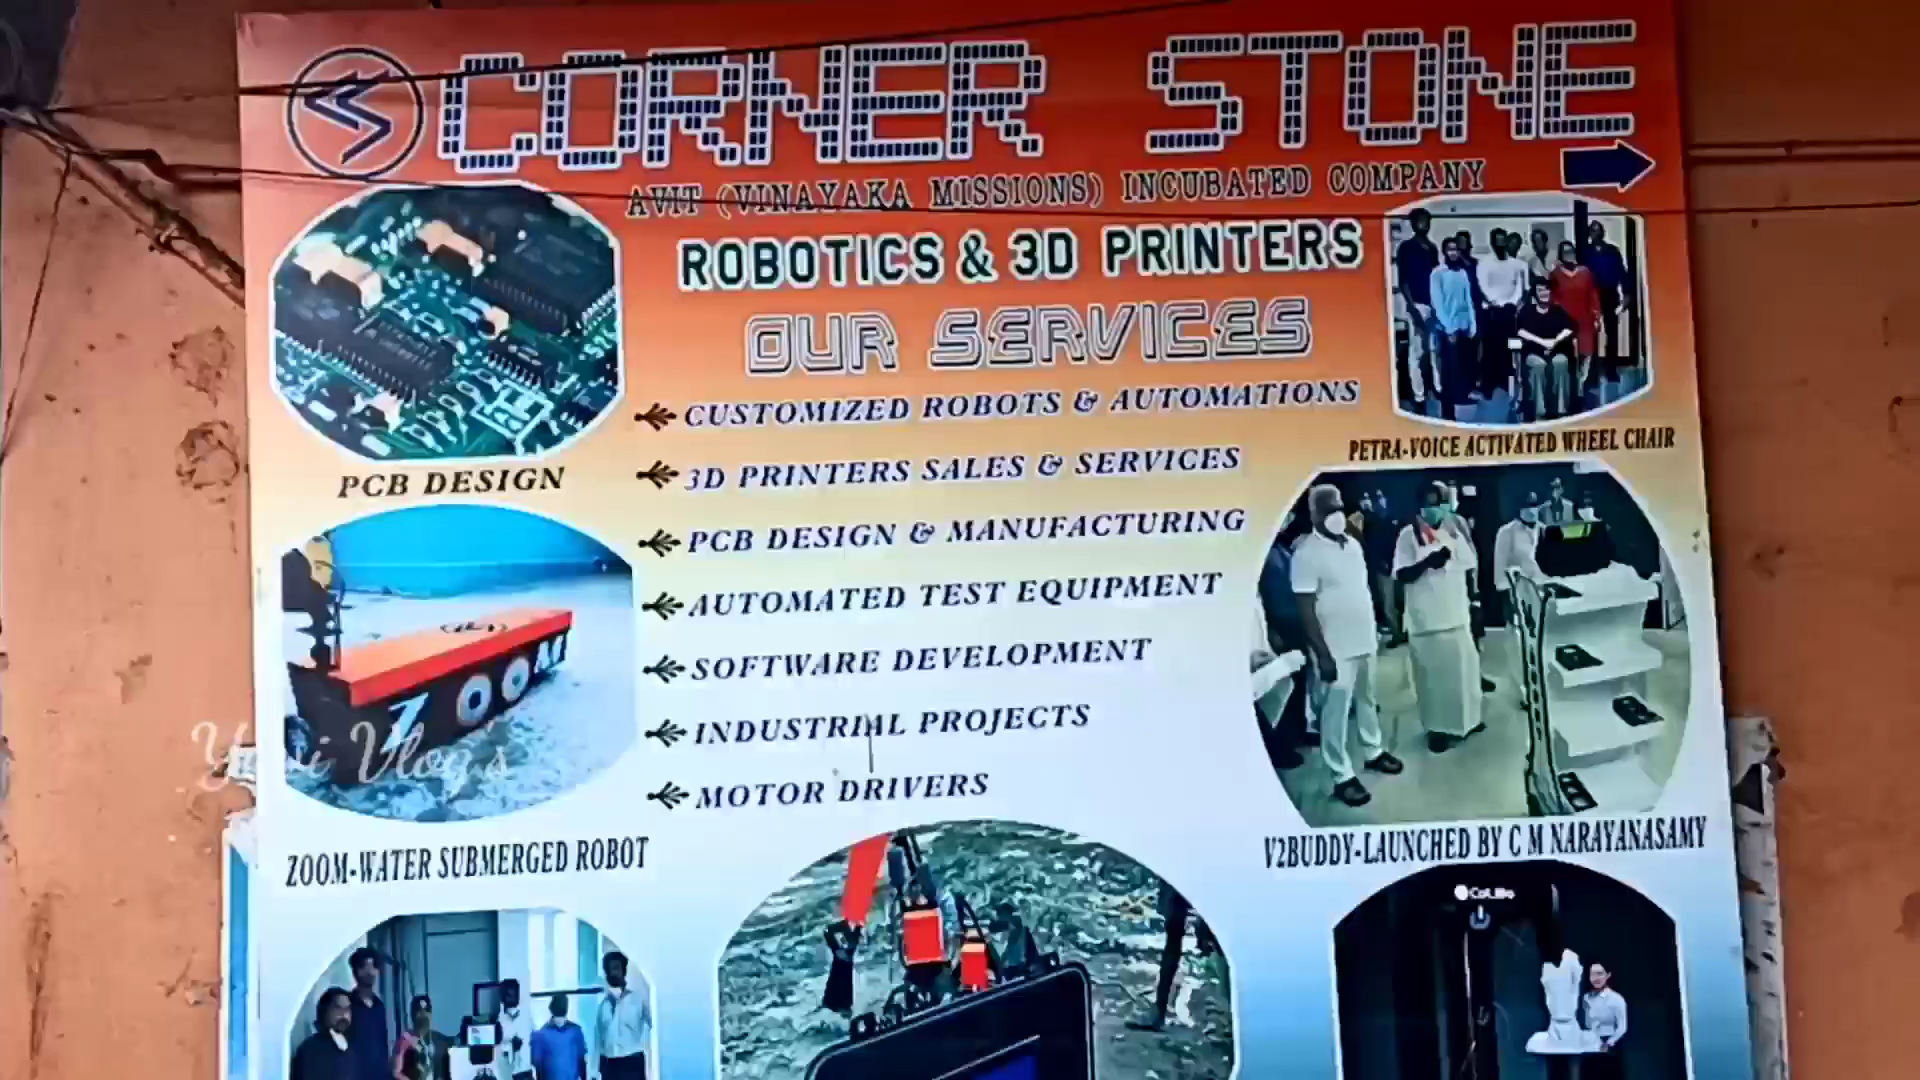 CORNER STONE
AVIT (VINAYAKA MISSIONS) INCUBATED COMPANY
ROBOTICS & 3D PRINTERS
OUR SERVICES
CUSTOMIZED ROBOTS & AUTOMATIONS
3D PRINTERS SALES & SERVICES
PCB DESIGN & MANUFACTURING
AUTOMATED TEST EQUIPMENT
SOFTWARE DEVELOPMENT
INDUSTRIAL PROJECTS
MOTOR DRIVERS
PCB DESIGN
ZOOM
ZOOM-WATER SUBMERGED ROBOT
PETRA-VOICE ACTIVATED WHEEL CHAIR
V2BUDDY-LAUNCHED BY C M NARAYANASAMY
Vlog's